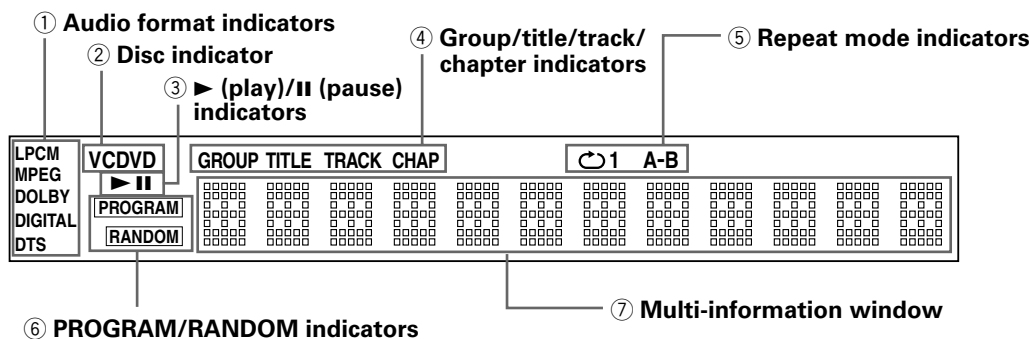 ① Audio format indicators
② Disc indicator
③ ► (play)/II (pause)
indicators
④ Group/title/track/
chapter indicators
⑤ Repeat mode indicators
LPCM
MPEG
DOLBY
DIGITAL
DTS
VCDVD
► II
PROGRAM
RANDOM
GROUP TITLE TRACK CHAP
1 A-B
⑥ PROGRAM/RANDOM indicators
⑦ Multi-information window